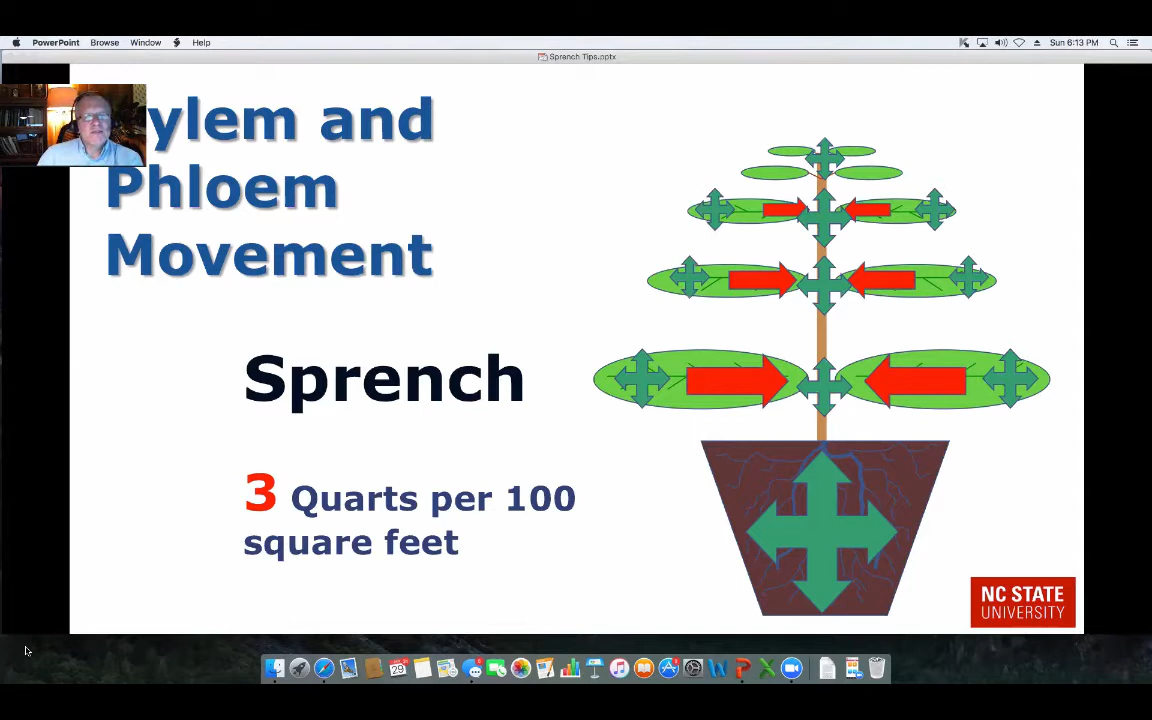 PowerPoint Browse Window Help Sun 6:13 PM
Sprench Tips.pptx
ylem and
Phloem
Movement
Sprench
3 Quarts per 100
square feet
NC STATE
UNIVERSITY
29